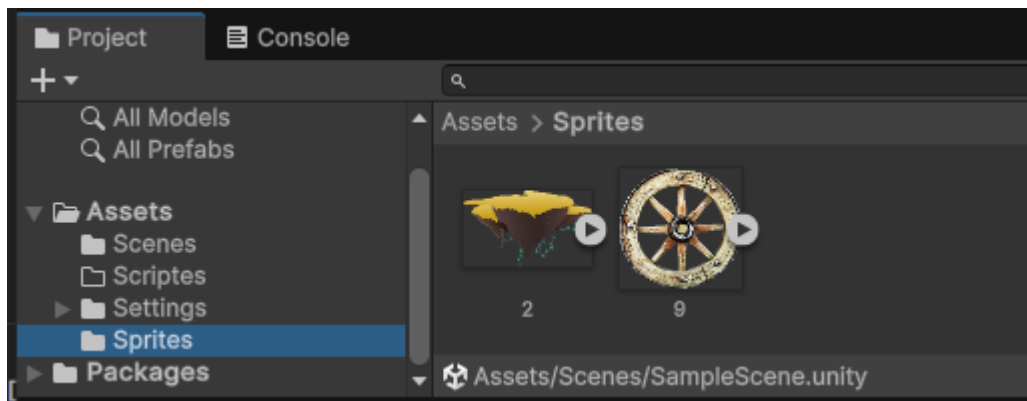 Project Console
All Models
All Prefabs
Assets
Scenes
Scriptes
Settings
Sprites
Packages
Assets > Sprites
2 9
Assets/Scenes/SampleScene.unity